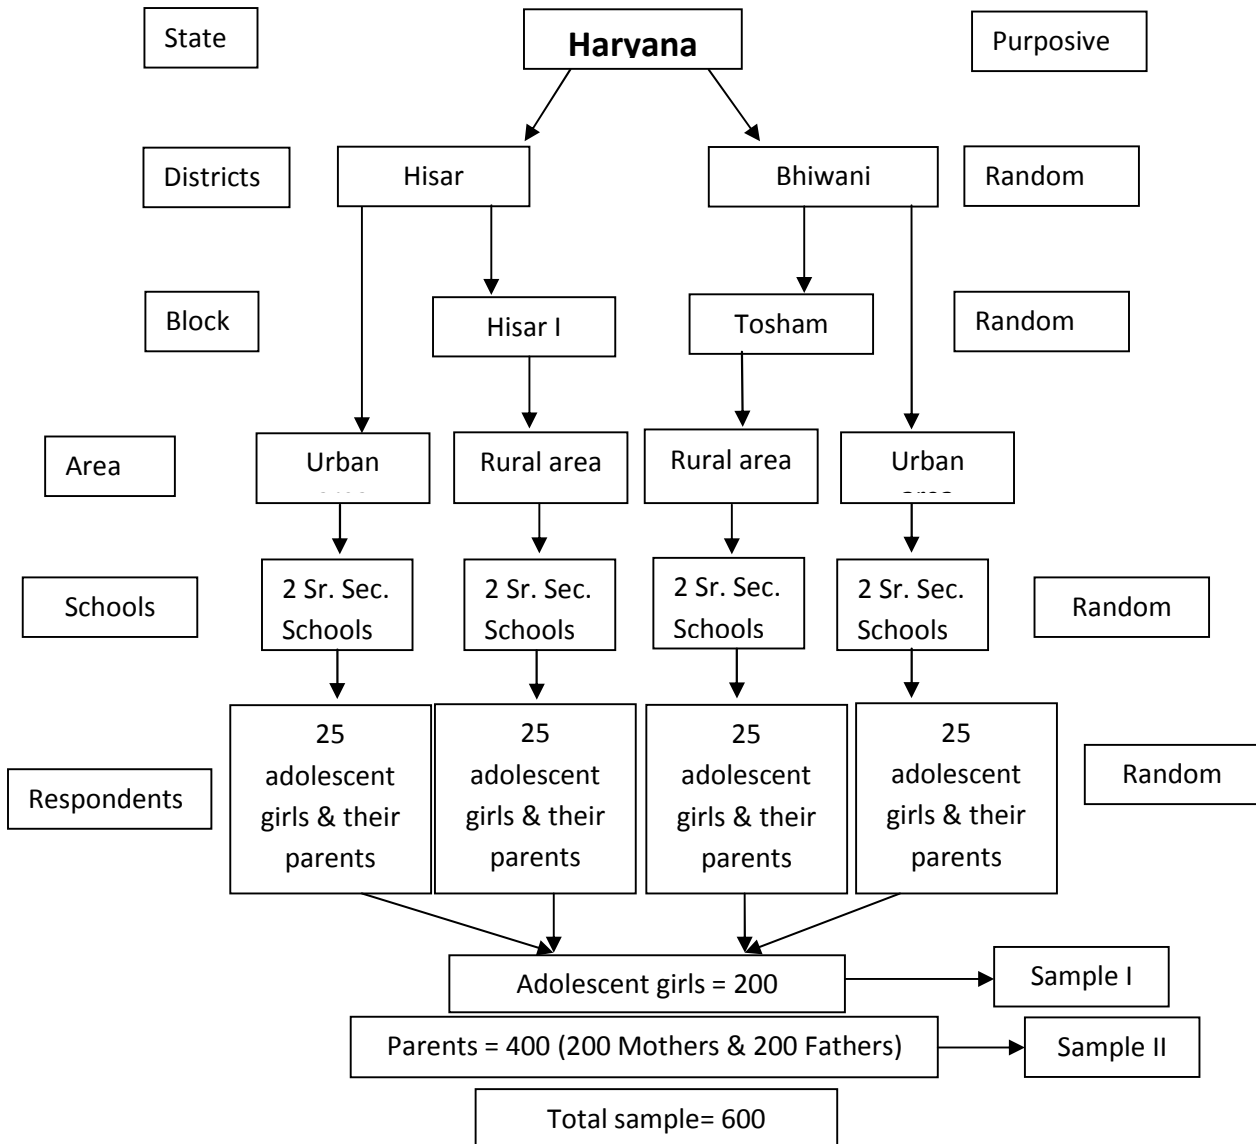 State
Haryana
Purposive
Districts
Hisar
Bhiwani
Random
Block
Hisar I
Tosham
Random
Area
Urban
Rural area
Rural area
Urban
area
Schools
2 Sr. Sec.
Schools
2 Sr. Sec.
Schools
2 Sr. Sec.
Schools
2 Sr. Sec.
Schools
Random
Respondents
25
adolescent
girls & their
parents
25
adolescent
girls & their
parents
25
adolescent
girls & their
parents
25
adolescent
girls & their
parents
Random
Adolescent girls = 200
Sample I
Parents = 400 (200 Mothers & 200 Fathers)
Sample II
Total sample= 600